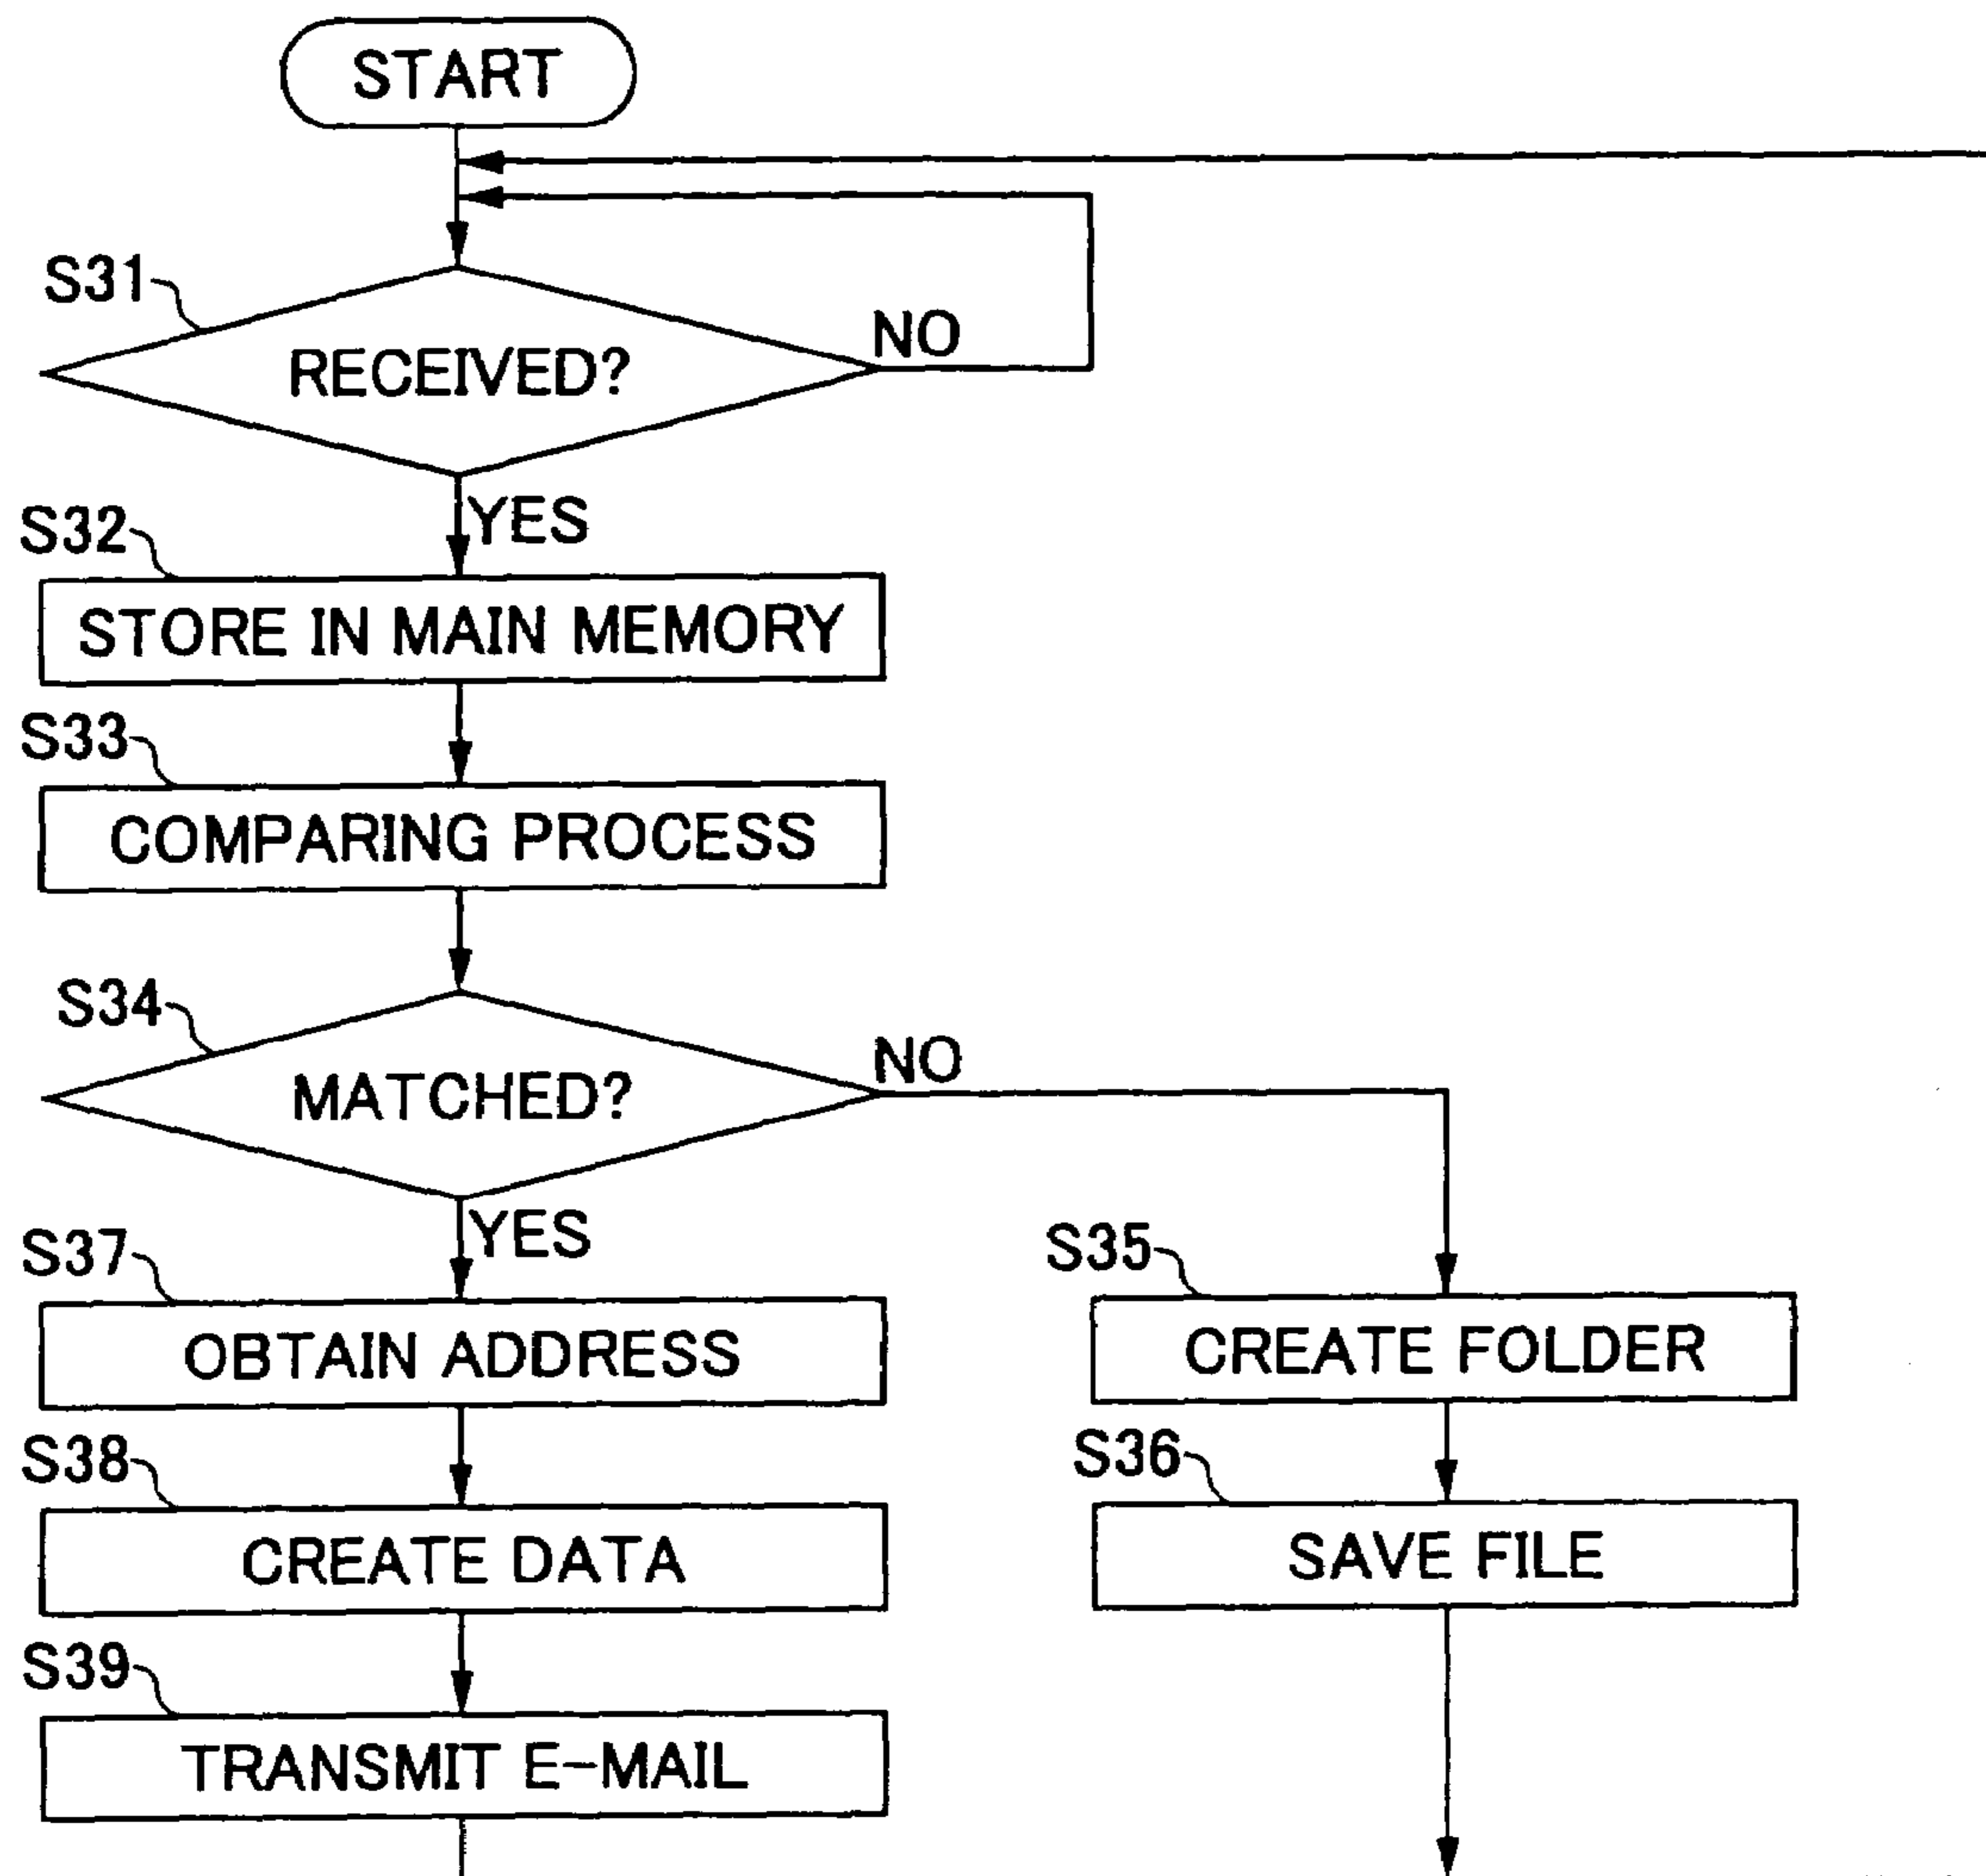 START
S31
RECEIVED?
NO
YES
S32
STORE IN MAIN MEMORY
S33
COMPARING PROCESS
S34
MATCHED?
NO
YES
S37
OBTAIN ADDRESS
S35
CREATE FOLDER
S38
CREATE DATA
S36
SAVE FILE
S39
TRANSMIT E-MAIL